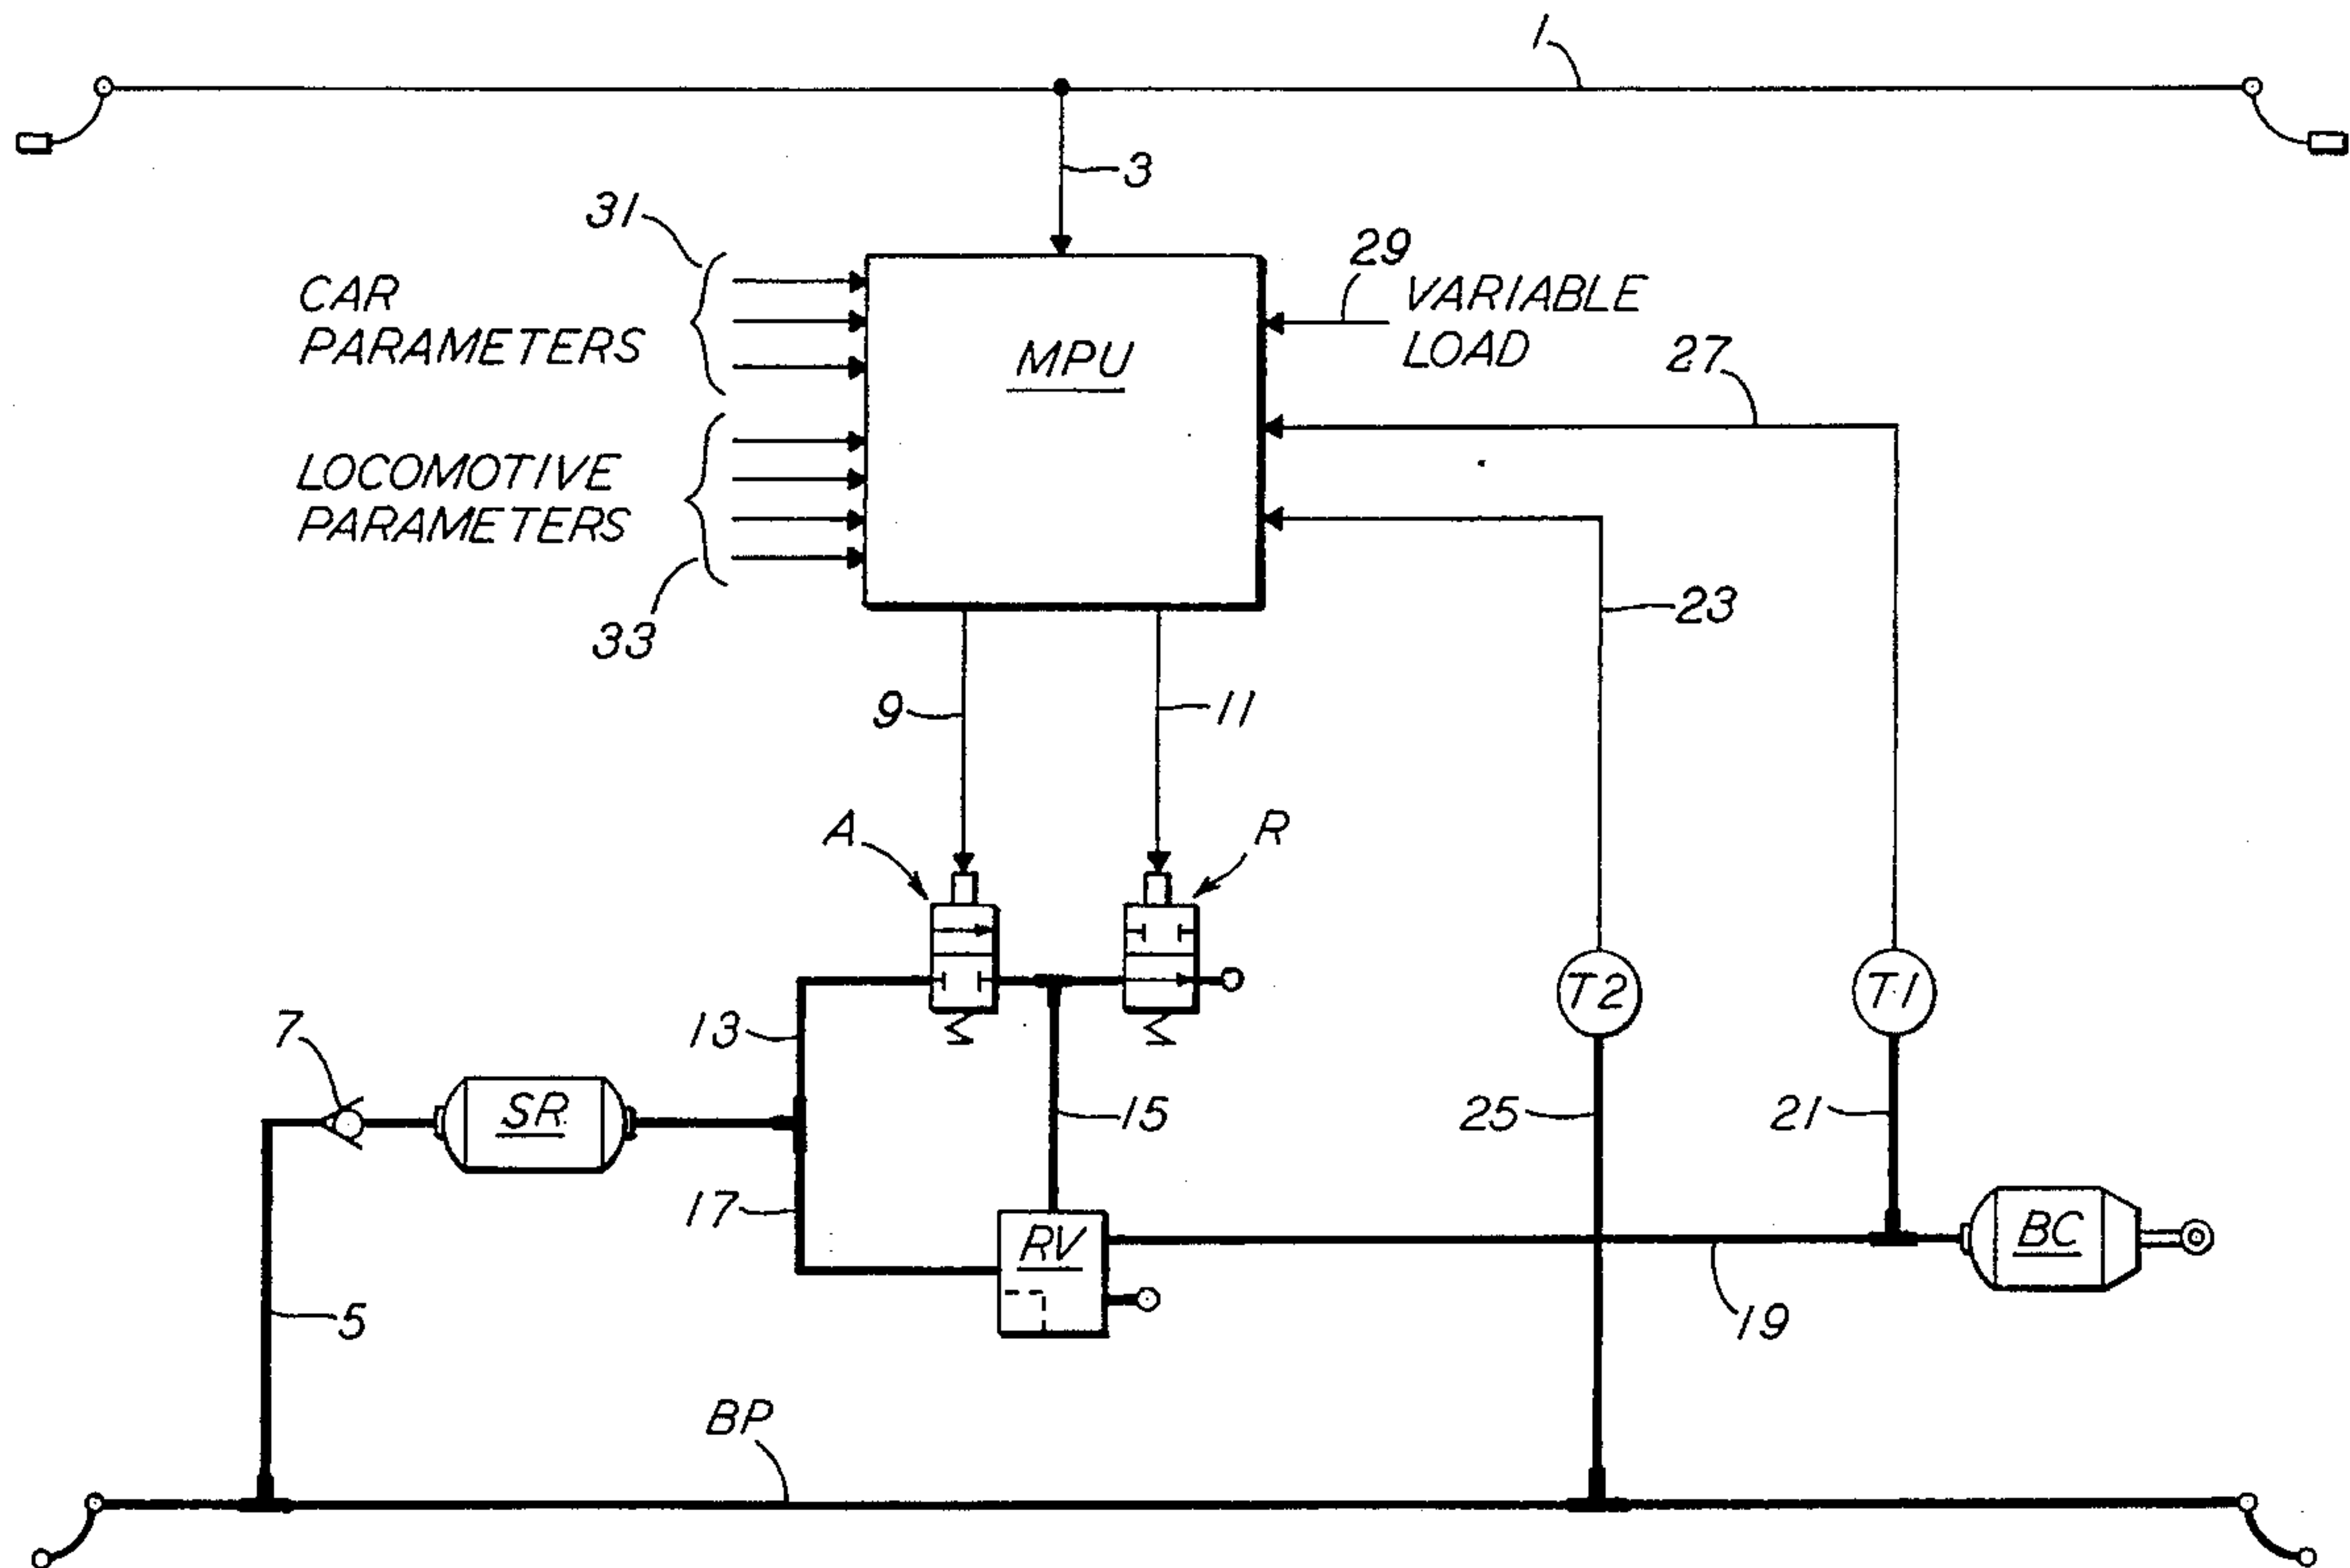 1
3
31
29
CAR
PARAMETERS
VARIABLE
LOAD
MPU
27
LOCOMOTIVE
PARAMETERS
33
23
9
11
A
R
T2
T1
7
13
SR
15
25
21
17
RV
BC
5
19
BP